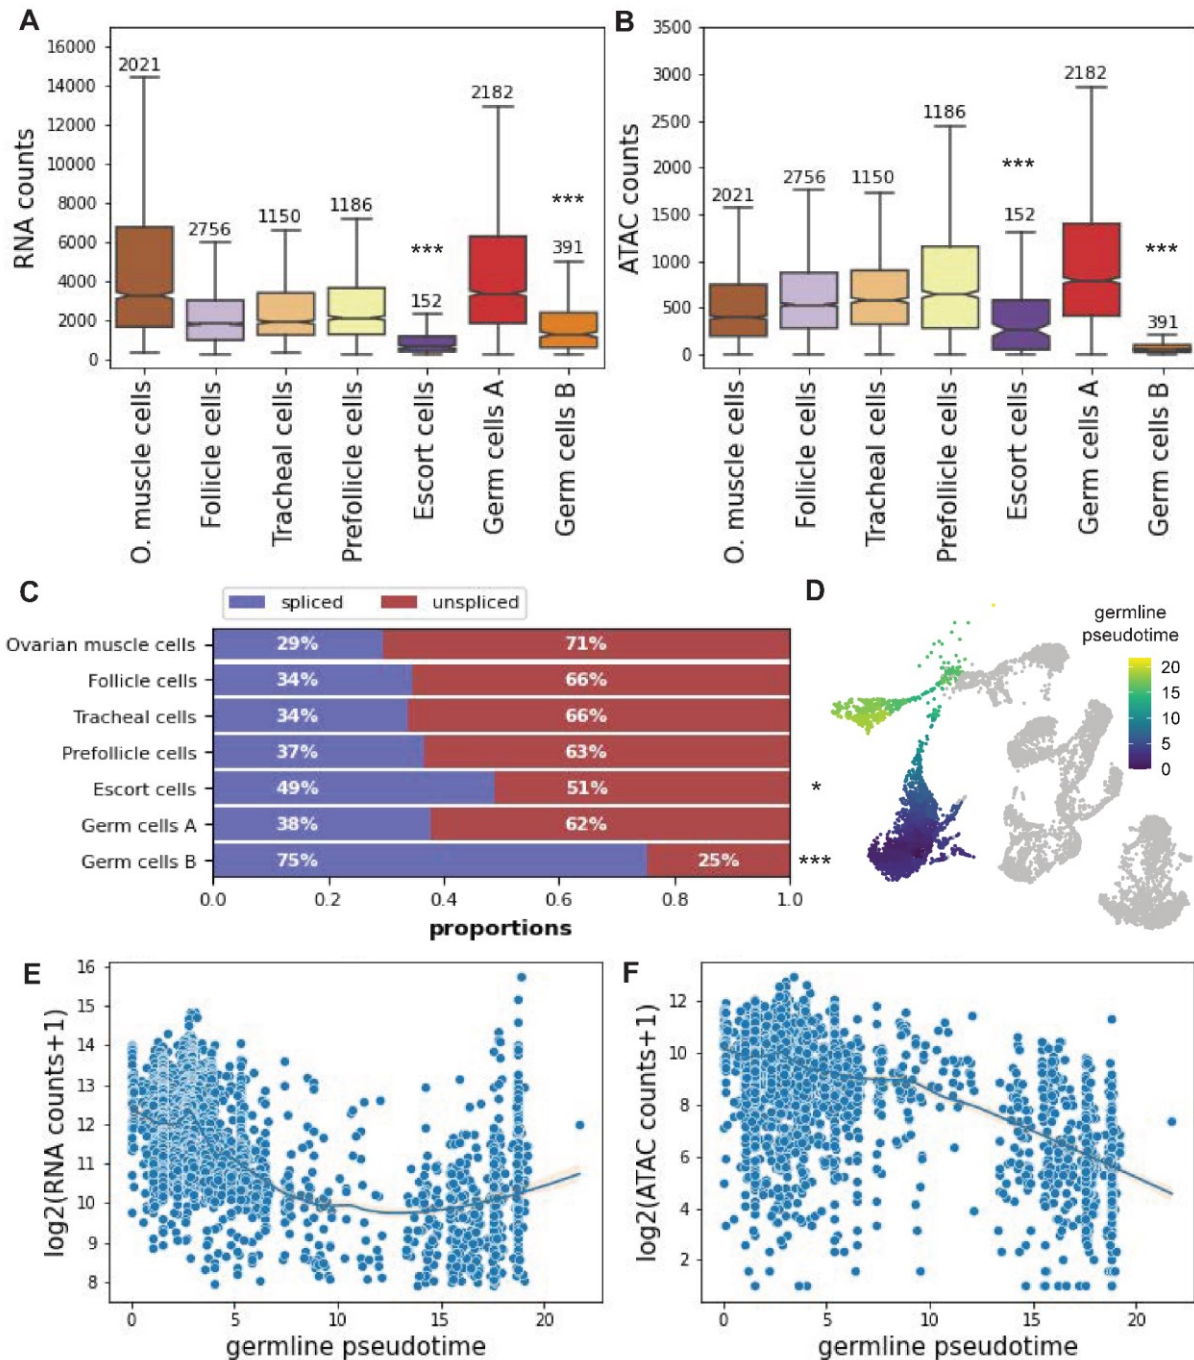 A
RNA counts
16000
14000
12000
10000
8000
6000
4000
2000
0
2021
2756
1150
1186
***
152
2182
***
391
O. muscle cells
Follicle cells
Tracheal cells
Prefollicle cells
Escort cells
Germ cells A
Germ cells B
B
ATAC counts
3500
3000
2500
2000
1500
1000
500
0
2021
2756
1150
1186
***
152
2182
***
391
O. muscle cells
Follicle cells
Tracheal cells
Prefollicle cells
Escort cells
Germ cells A
Germ cells B
C
spliced unspliced
Ovarian muscle cells 29% 71%
Follicle cells 34% 66%
Tracheal cells 34% 66%
Prefollicle cells 37% 63%
Escort cells 49% 51% *
Germ cells A 38% 62%
Germ cells B 75% 25% ***
0.0 0.2 0.4 0.6 0.8 1.0
proportions
D
germline
pseudotime
20
15
10
5
0
E
log2(RNA counts+1)
16
15
14
13
12
11
10
9
8
0 5 10 15 20
germline pseudotime
F
log2(ATAC counts+1)
12
10
8
6
4
2
0 5 10 15 20
germline pseudotime